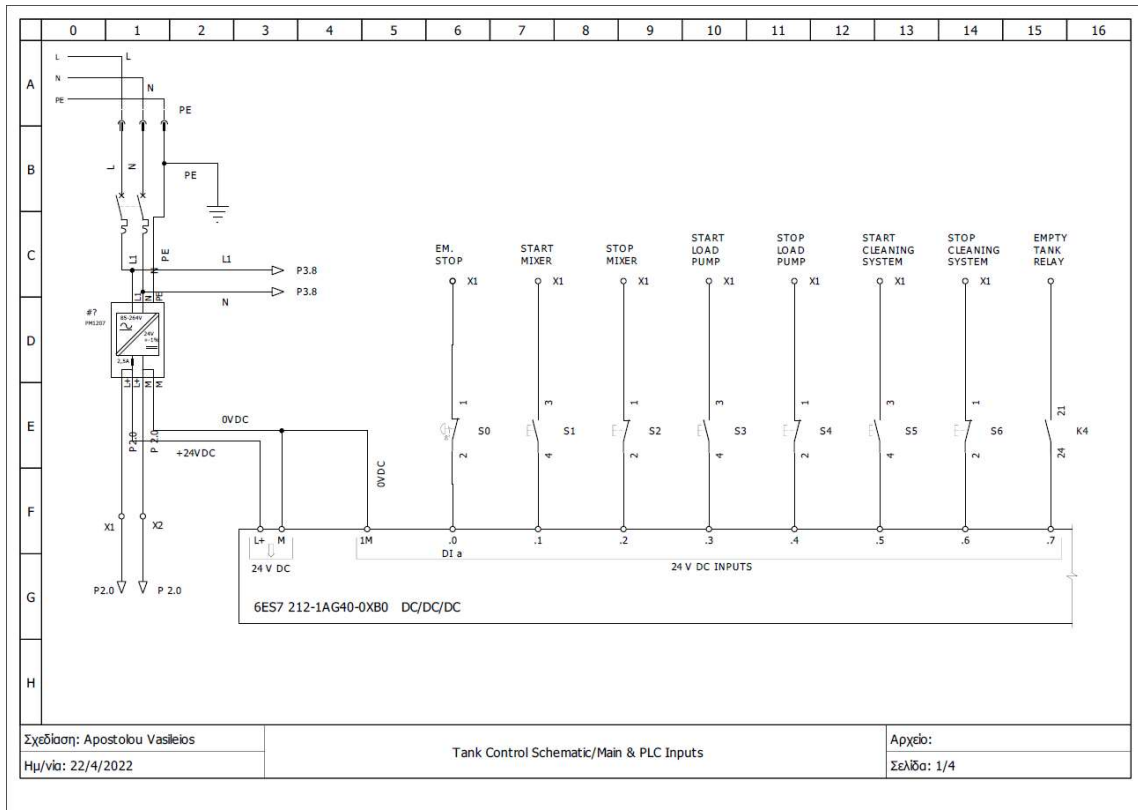 0 1 2 3 4 5 6 7 8 9 10 11 12 13 14 15 16
A
B
C
D
E
F
G
H
L
L
N
N
PE
PE
L
N
PE
L1
PE
N
L1
P3.8
N
P3.8
L1
N
PE
#?
PM1207
85-264V
24V
+-1%
2,5A
L+
L+
M
M
0VDC
+24VDC
P2.0
P 2.0
0VDC
X1
X2
P2.0
P 2.0
EM.
STOP
X1
START
MIXER
X1
STOP
MIXER
X1
START
LOAD
PUMP
X1
STOP
LOAD
PUMP
X1
START
CLEANING
SYSTEM
X1
STOP
CLEANING
SYSTEM
X1
EMPTY
TANK
RELAY
1 3 1 3 1 3 1 21
S0 S1 S2 S3 S4 S5 S6 K4
2 4 2 4 2 4 2 24
L+ M 1M .0 .1 .2 .3 .4 .5 .6 .7
DI a
24 V DC
24 V DC INPUTS
6ES7 212-1AG40-0XB0 DC/DC/DC
Σχεδίαση: Apostolou Vasileios
Ημ/νία: 22/4/2022
Tank Control Schematic/Main & PLC Inputs
Αρχείο:
Σελίδα: 1/4